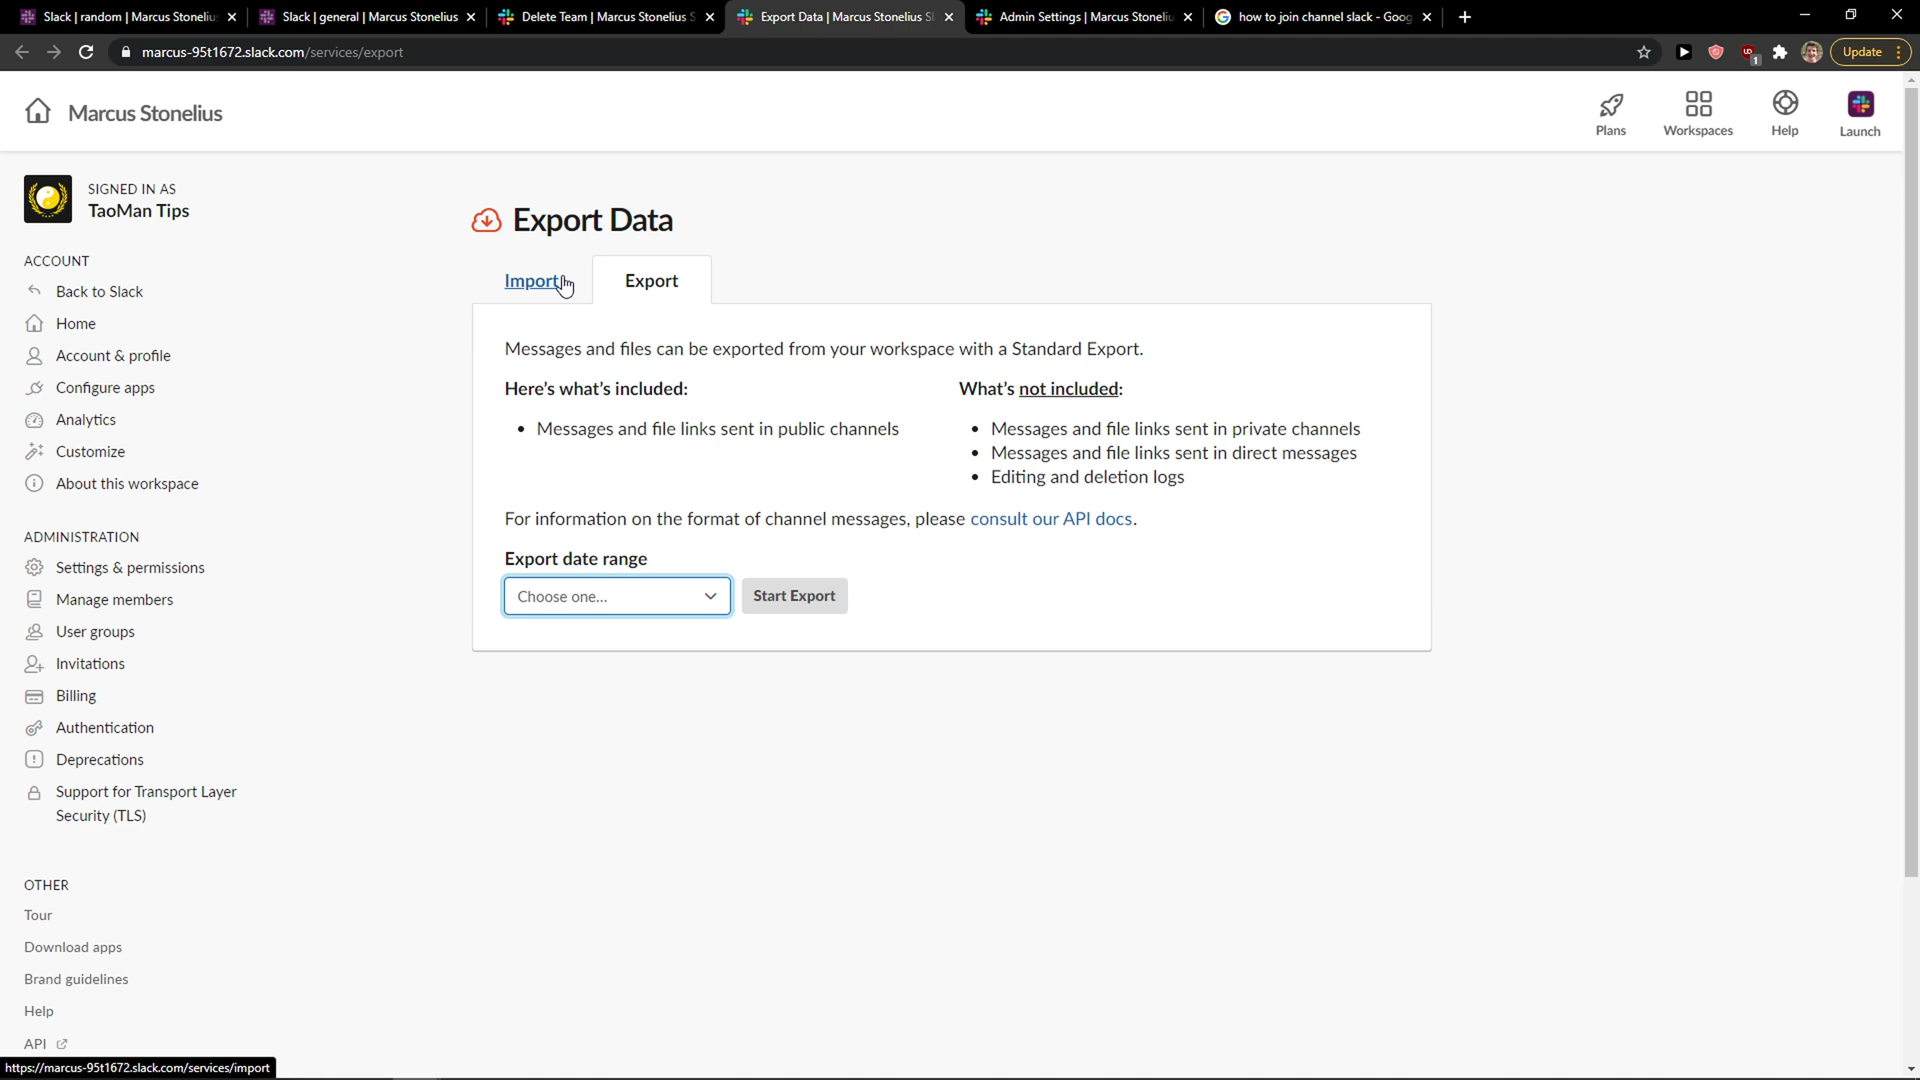 Slack | random | Marcus Stoneliu
Slack | general | Marcus Stonelius
Delete Team | Marcus Stonelius S
Export Data | Marcus Stonelius Sl
Admin Settings | Marcus Stoneliu
how to join channel slack - Goog
marcus-95t1672.slack.com/services/export
1
Update
Marcus Stonelius
Plans
Workspaces
Help
Launch
SIGNED IN AS
TaoMan Tips
ACCOUNT
Back to Slack
Home
Account & profile
Configure apps
Analytics
Customize
About this workspace
ADMINISTRATION
Settings & permissions
Manage members
User groups
Invitations
Billing
Authentication
Deprecations
Support for Transport Layer
Security (TLS)
OTHER
Tour
Download apps
Brand guidelines
Help
API
Export Data
Import
Export
Messages and files can be exported from your workspace with a Standard Export.
Here's what's included:
• Messages and file links sent in public channels
What's not included:
• Messages and file links sent in private channels
• Messages and file links sent in direct messages
• Editing and deletion logs
For information on the format of channel messages, please consult our API docs.
Export date range
Choose one...
Start Export
https://marcus-95t1672.slack.com/services/import